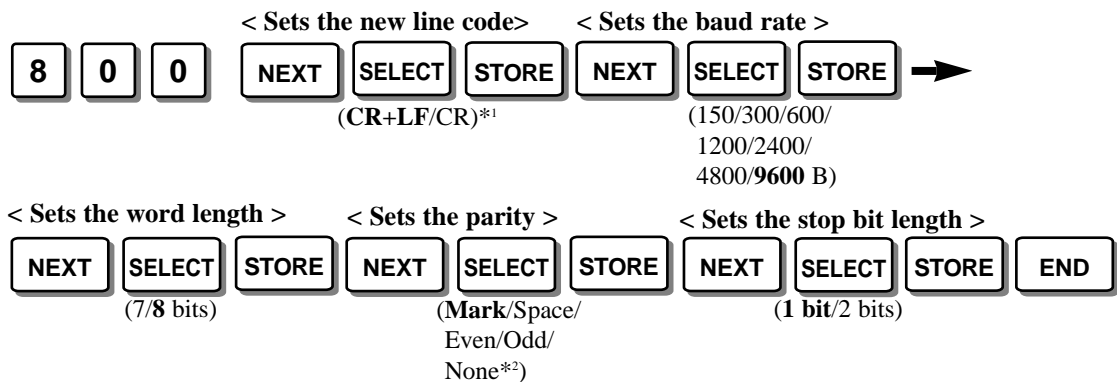 < Sets the new line code> < Sets the baud rate >
8 0 0 NEXT SELECT STORE NEXT SELECT STORE
(CR+LF/CR)*1 (150/300/600/
1200/2400/
4800/9600 B)
< Sets the word length > < Sets the parity > < Sets the stop bit length >
NEXT SELECT STORE NEXT SELECT STORE NEXT SELECT STORE END
(7/8 bits) (Mark/Space/ (1 bit/2 bits)
Even/Odd/
None*2)